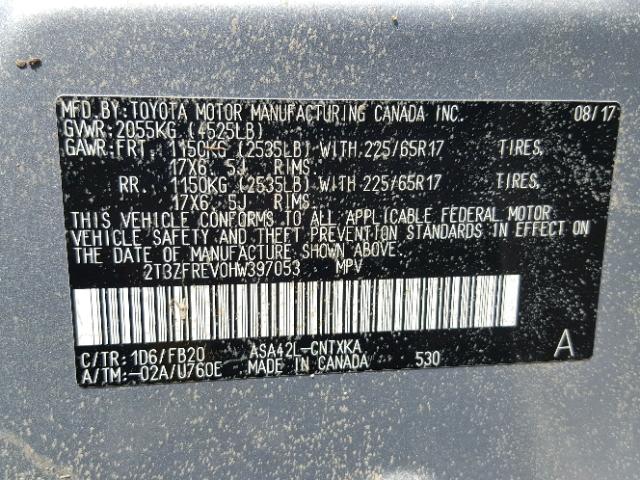 MFD.BY:TOYOTA MOTOR MANUFACTURING CANADA INC. 08/17
GVWR:2055KG (4525LB)
GAWR:FRT. 1150KG (2535LB) WITH 225/65R17 TIRES,
17X6.5J RIMS
RR. 1150KG (2535LB) WITH 225/65R17 TIRES,
17X6.5J RIMS
THIS VEHICLE CONFORMS TO ALL APPLICABLE FEDERAL MOTOR
VEHICLE SAFETY AND THEFT PREVENTION STANDARDS IN EFFECT ON
THE DATE OF MANUFACTURE SHOWN ABOVE.
2T3ZFREV0HW397053 MPV
C/TR:1D6/FB20 ASA42L-CNTXKA A
A/TM:-02A/U760E MADE IN CANADA 530